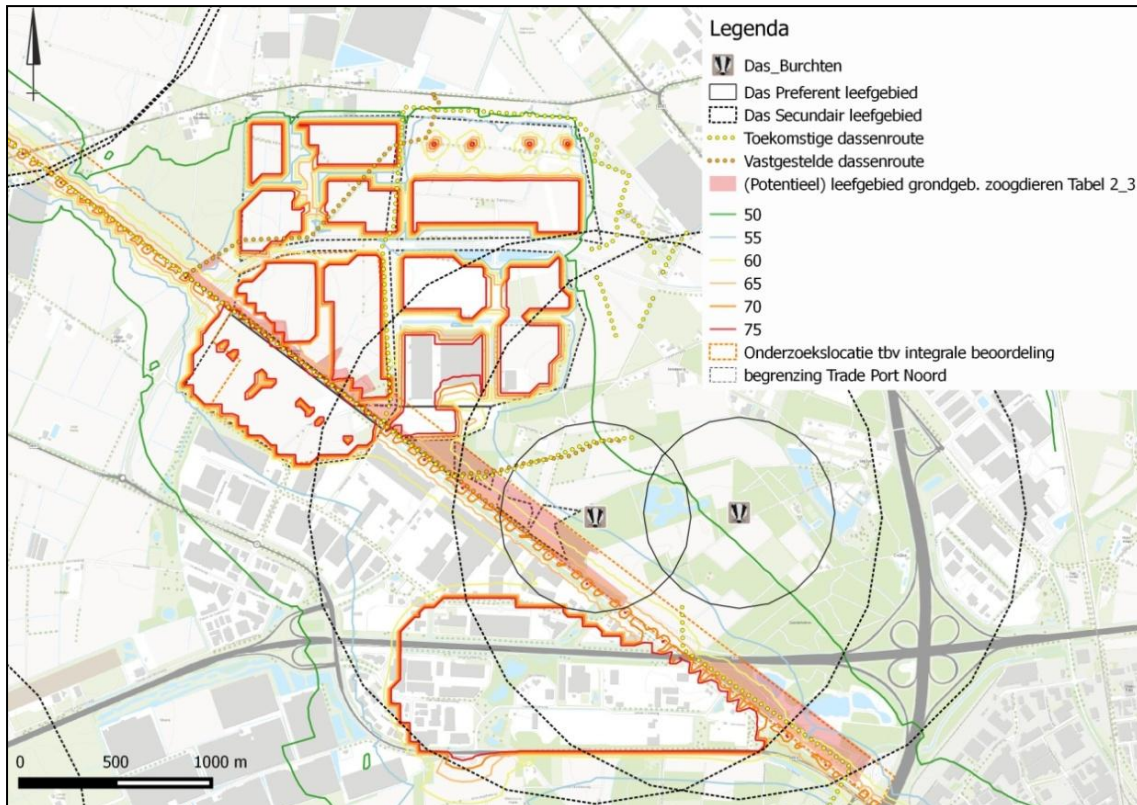 Legenda
Das_Burchten
Das Preferent leefgebied
Das Secundair leefgebied
Toekomstige dassenroute
Vastgestelde dassenroute
(Potentieel) leefgebied grondgeb. zoogdieren Tabel 2_3
50
55
60
65
70
75
Onderzoekslocatie tbv integrale beoordeling
begrenzing Trade Port Noord
0 500 1000 m